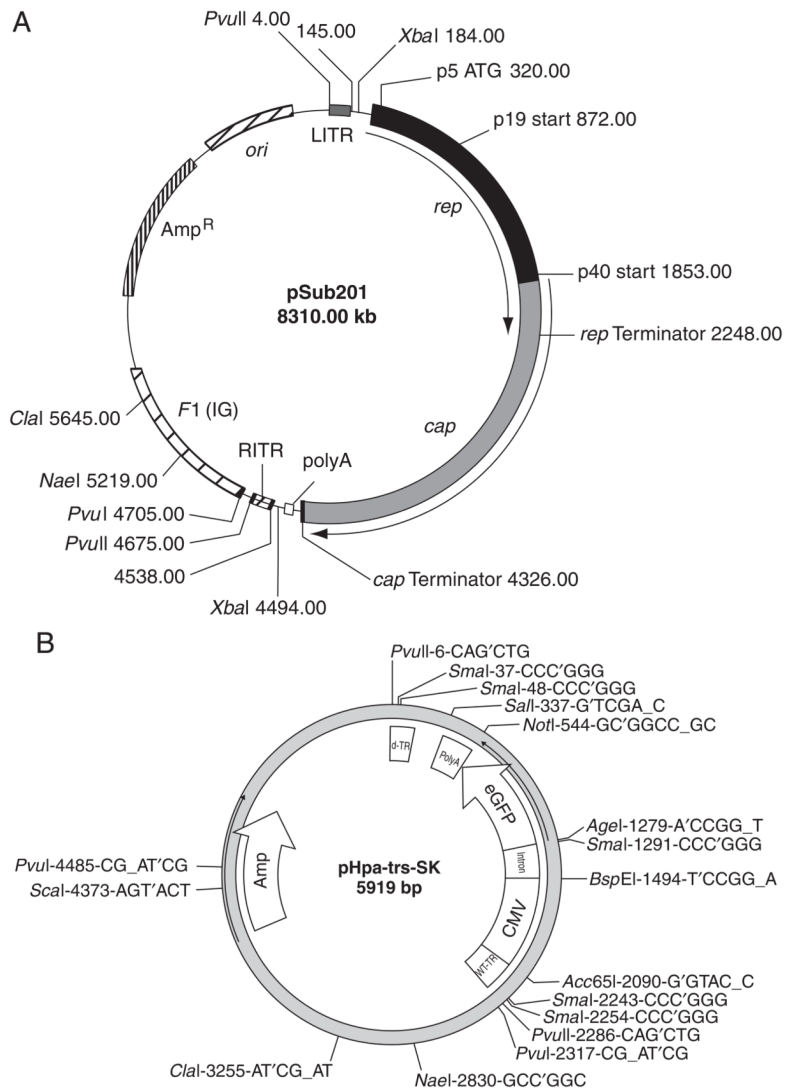 A
PvuII 4.00
145.00
XbaI 184.00
p5 ATG 320.00
p19 start 872.00
LITR
ori
rep
AmpR
p40 start 1853.00
pSub201
8310.00 kb
rep Terminator 2248.00
F1 (IG)
cap
ClaI 5645.00
RITR
polyA
NaeI 5219.00
PvuI 4705.00
PvuII 4675.00
4538.00
cap Terminator 4326.00
XbaI 4494.00
B
PvuII-6-CAG′CTG
SmaI-37-CCC′GGG
SmaI-48-CCC′GGG
SalI-337-G′TCGA_C
NotI-544-GC′GGCC_GC
d-TR
PolyA
eGFP
AgeI-1279-A′CCGG_T
SmaI-1291-CCC′GGG
Intron
PvuI-4485-CG_AT′CG
ScaI-4373-AGT′ACT
Amp
pHpa-trs-SK
5919 bp
BspEI-1494-T′CCGG_A
CMV
WT-TR
Acc65I-2090-G′GTAC_C
SmaI-2243-CCC′GGG
SmaI-2254-CCC′GGG
PvuII-2286-CAG′CTG
PvuI-2317-CG_AT′CG
ClaI-3255-AT′CG_AT
NaeI-2830-GCC′GGC